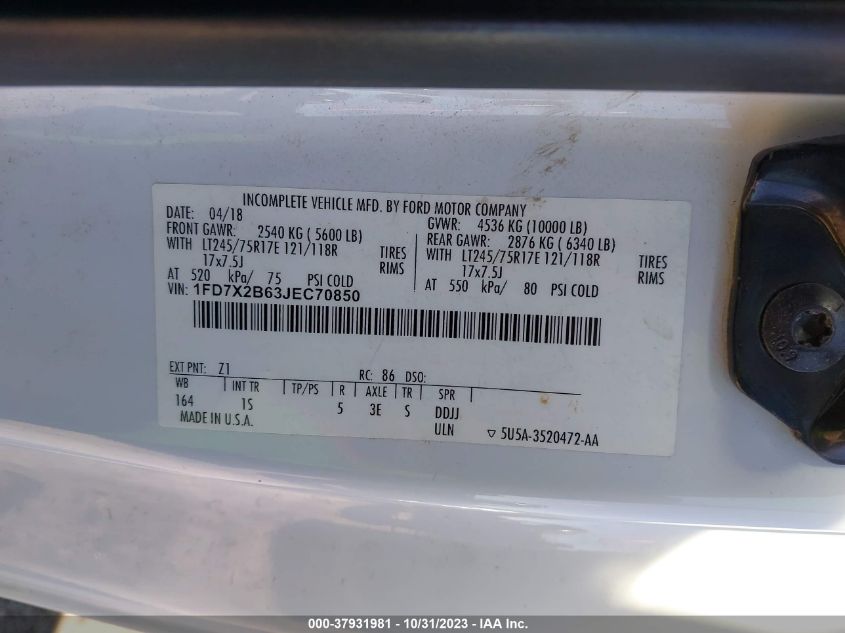 INCOMPLETE VEHICLE MFD. BY FORD MOTOR COMPANY
DATE: 04/18 GVWR: 4536 KG (10000 LB)
FRONT GAWR: 2540 KG ( 5600 LB) REAR GAWR: 2876 KG ( 6340 LB)
WITH LT245/75R17E 121/118R TIRES WITH LT245/75R17E 121/118R TIRES
17x7.5J RIMS 17x7.5J RIMS
AT 520 kPa/ 75 PSI COLD AT 550 kPa/ 80 PSI COLD
VIN: 1FD7X2B63JEC70850
EXT PNT: Z1 RC: 86 DSO:
WB INT TR TP/PS R AXLE TR SPR
164 1S 5 3E S DDJJ
MADE IN U.S.A. ULN ▽ 5U5A-3520472-AA
10.9
000-37931981 - 10/31/2023 - IAA Inc.